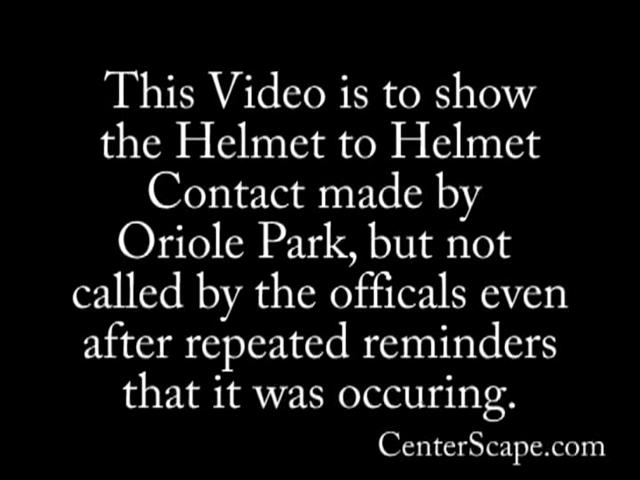 This Video is to show
the Helmet to Helmet
Contact made by
Oriole Park, but not
called by the officals even
after repeated reminders
that it was occuring.
CenterScape.com